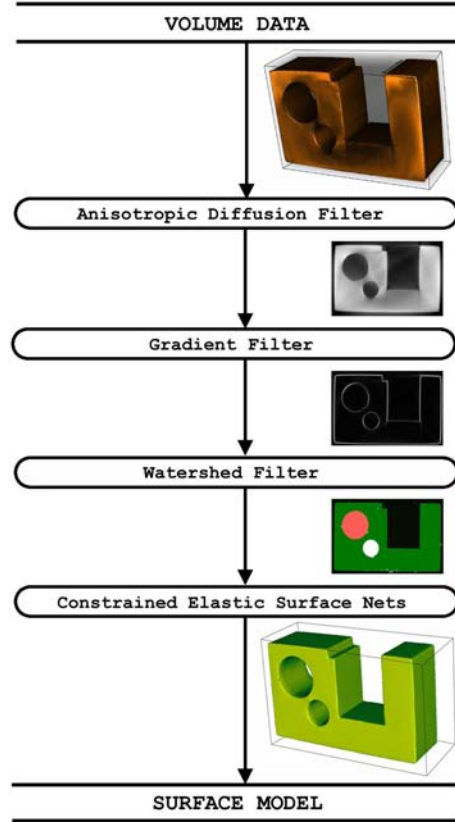 VOLUME DATA
Anisotropic Diffusion Filter
Gradient Filter
Watershed Filter
Constrained Elastic Surface Nets
SURFACE MODEL